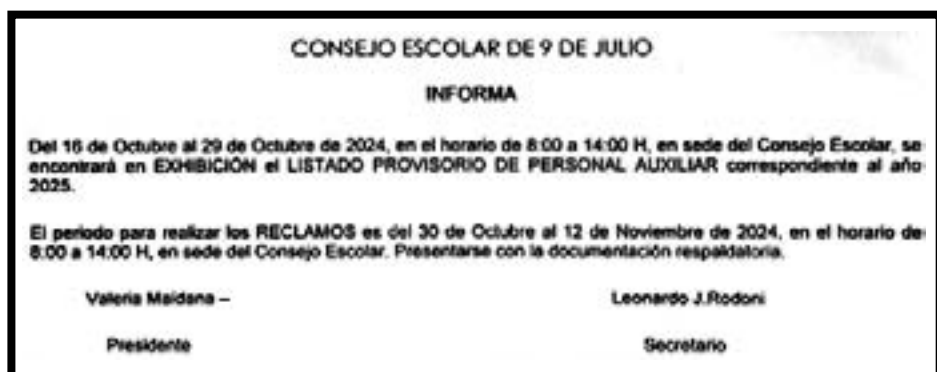 CONSEJO ESCOLAR DE 9 DE JULIO
INFORMA
Del 16 de Octubre al 29 de Octubre de 2024, en el horario de 8:00 a 14:00 H, en sede del Consejo Escolar, se
encontrará en EXHIBICIÓN el LISTADO PROVISORIO DE PERSONAL AUXILIAR correspondiente al año
2025.
El periodo para realizar los RECLAMOS es del 30 de Octubre al 12 de Noviembre de 2024, en el horario de
8:00 a 14:00 H, en sede del Consejo Escolar. Presentarse con la documentación respaldatoria.
Valeria Maidana – Leonardo J.Rodoni
Presidente Secretario